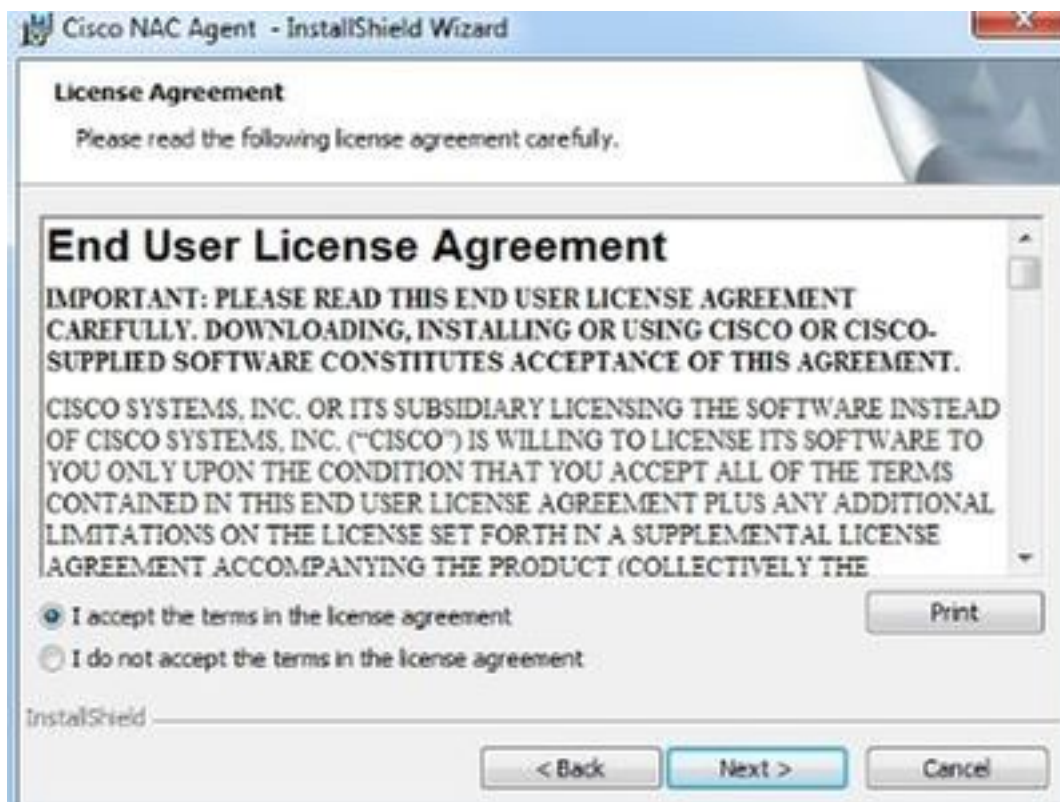 Cisco NAC Agent - InstallShield Wizard
License Agreement
Please read the following license agreement carefully.
End User License Agreement
IMPORTANT: PLEASE READ THIS END USER LICENSE AGREEMENT
CAREFULLY. DOWNLOADING, INSTALLING OR USING CISCO OR CISCO-
SUPPLIED SOFTWARE CONSTITUTES ACCEPTANCE OF THIS AGREEMENT.
CISCO SYSTEMS, INC. OR ITS SUBSIDIARY LICENSING THE SOFTWARE INSTEAD
OF CISCO SYSTEMS, INC. (“CISCO”) IS WILLING TO LICENSE ITS SOFTWARE TO
YOU ONLY UPON THE CONDITION THAT YOU ACCEPT ALL OF THE TERMS
CONTAINED IN THIS END USER LICENSE AGREEMENT PLUS ANY ADDITIONAL
LIMITATIONS ON THE LICENSE SET FORTH IN A SUPPLEMENTAL LICENSE
AGREEMENT ACCOMPANYING THE PRODUCT (COLLECTIVELY THE
I accept the terms in the license agreement
Print
I do not accept the terms in the license agreement
InstallShield
< Back
Next >
Cancel